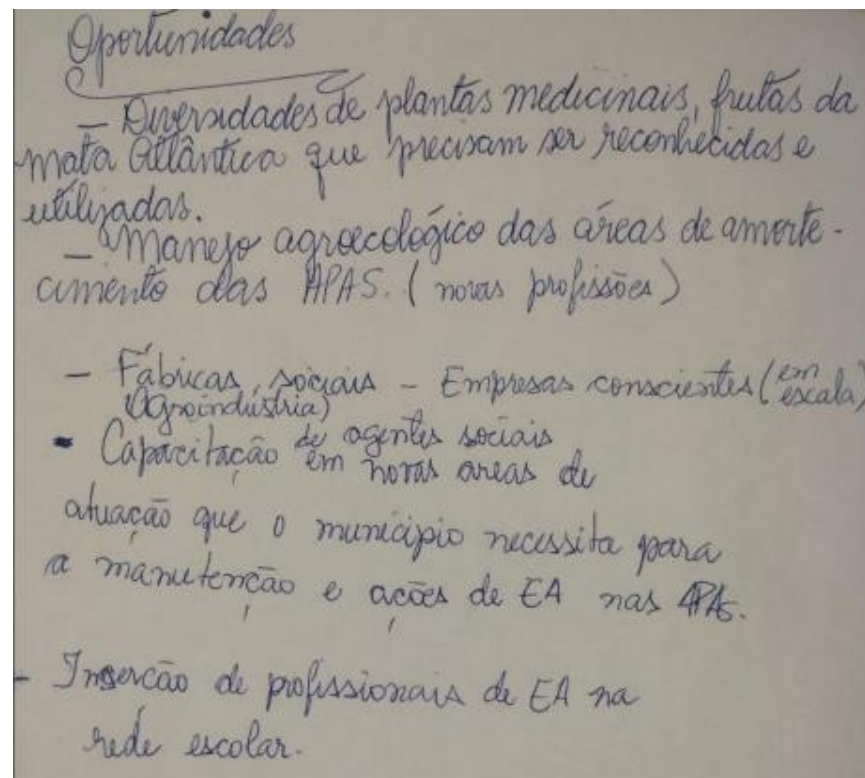 Oportunidades
- Diversidades de plantas medicinais, frutas da
mata Atlântica que precisam ser reconhecidas e
utilizadas.
- Manejo agroecológico das áreas de amorte-
cimento das APAS. (novas profissões)
- Fábricas sociais - Empresas conscientes (em escala)
(Agroindústria)
- Capacitação de agentes sociais
em novas areas de
atuação que o município necessita para
a manutenção e ações de EA nas APAS.
- Inserção de profissionais de EA na
rede escolar.